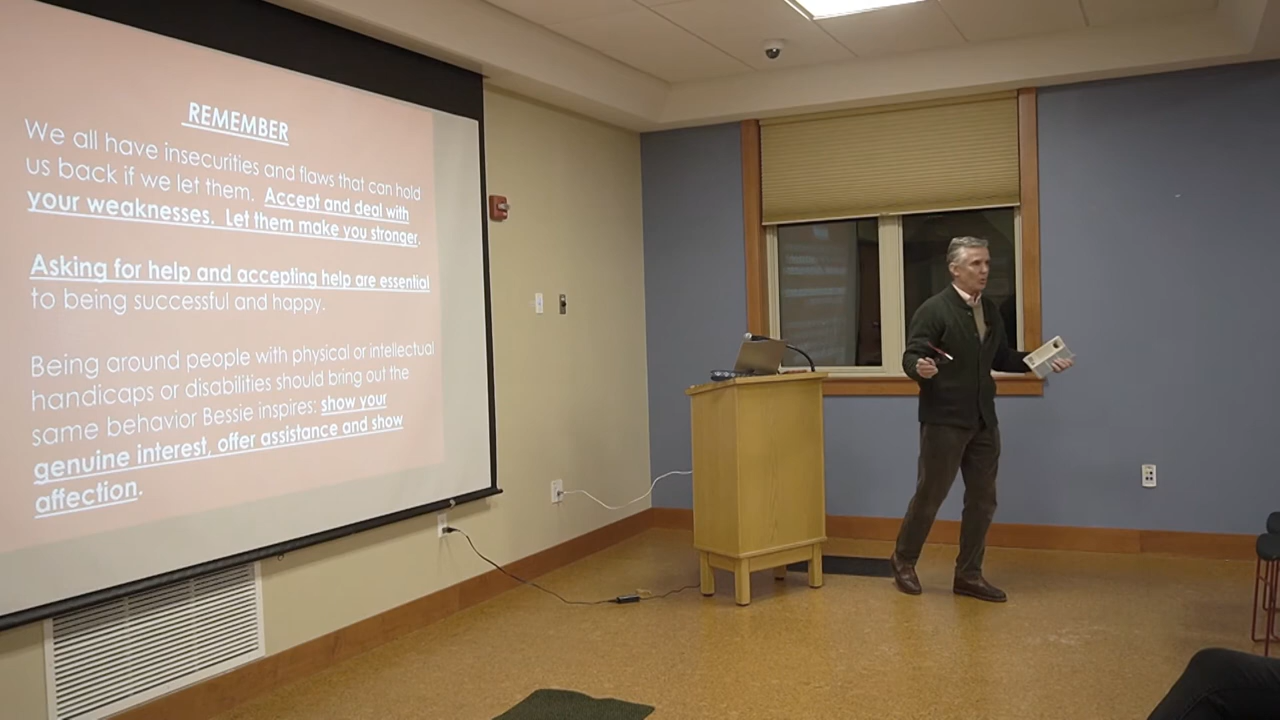 REMEMBER
We all have insecurities and flaws that can hold
us back if we let them. Accept and deal with
your weaknesses. Let them make you stronger.
Asking for help and accepting help are essential
to being successful and happy.
Being around people with physical or intellectual
handicaps or disabilities should bring out the
same behavior Bessie inspires: show your
genuine interest, offer assistance and show
affection.